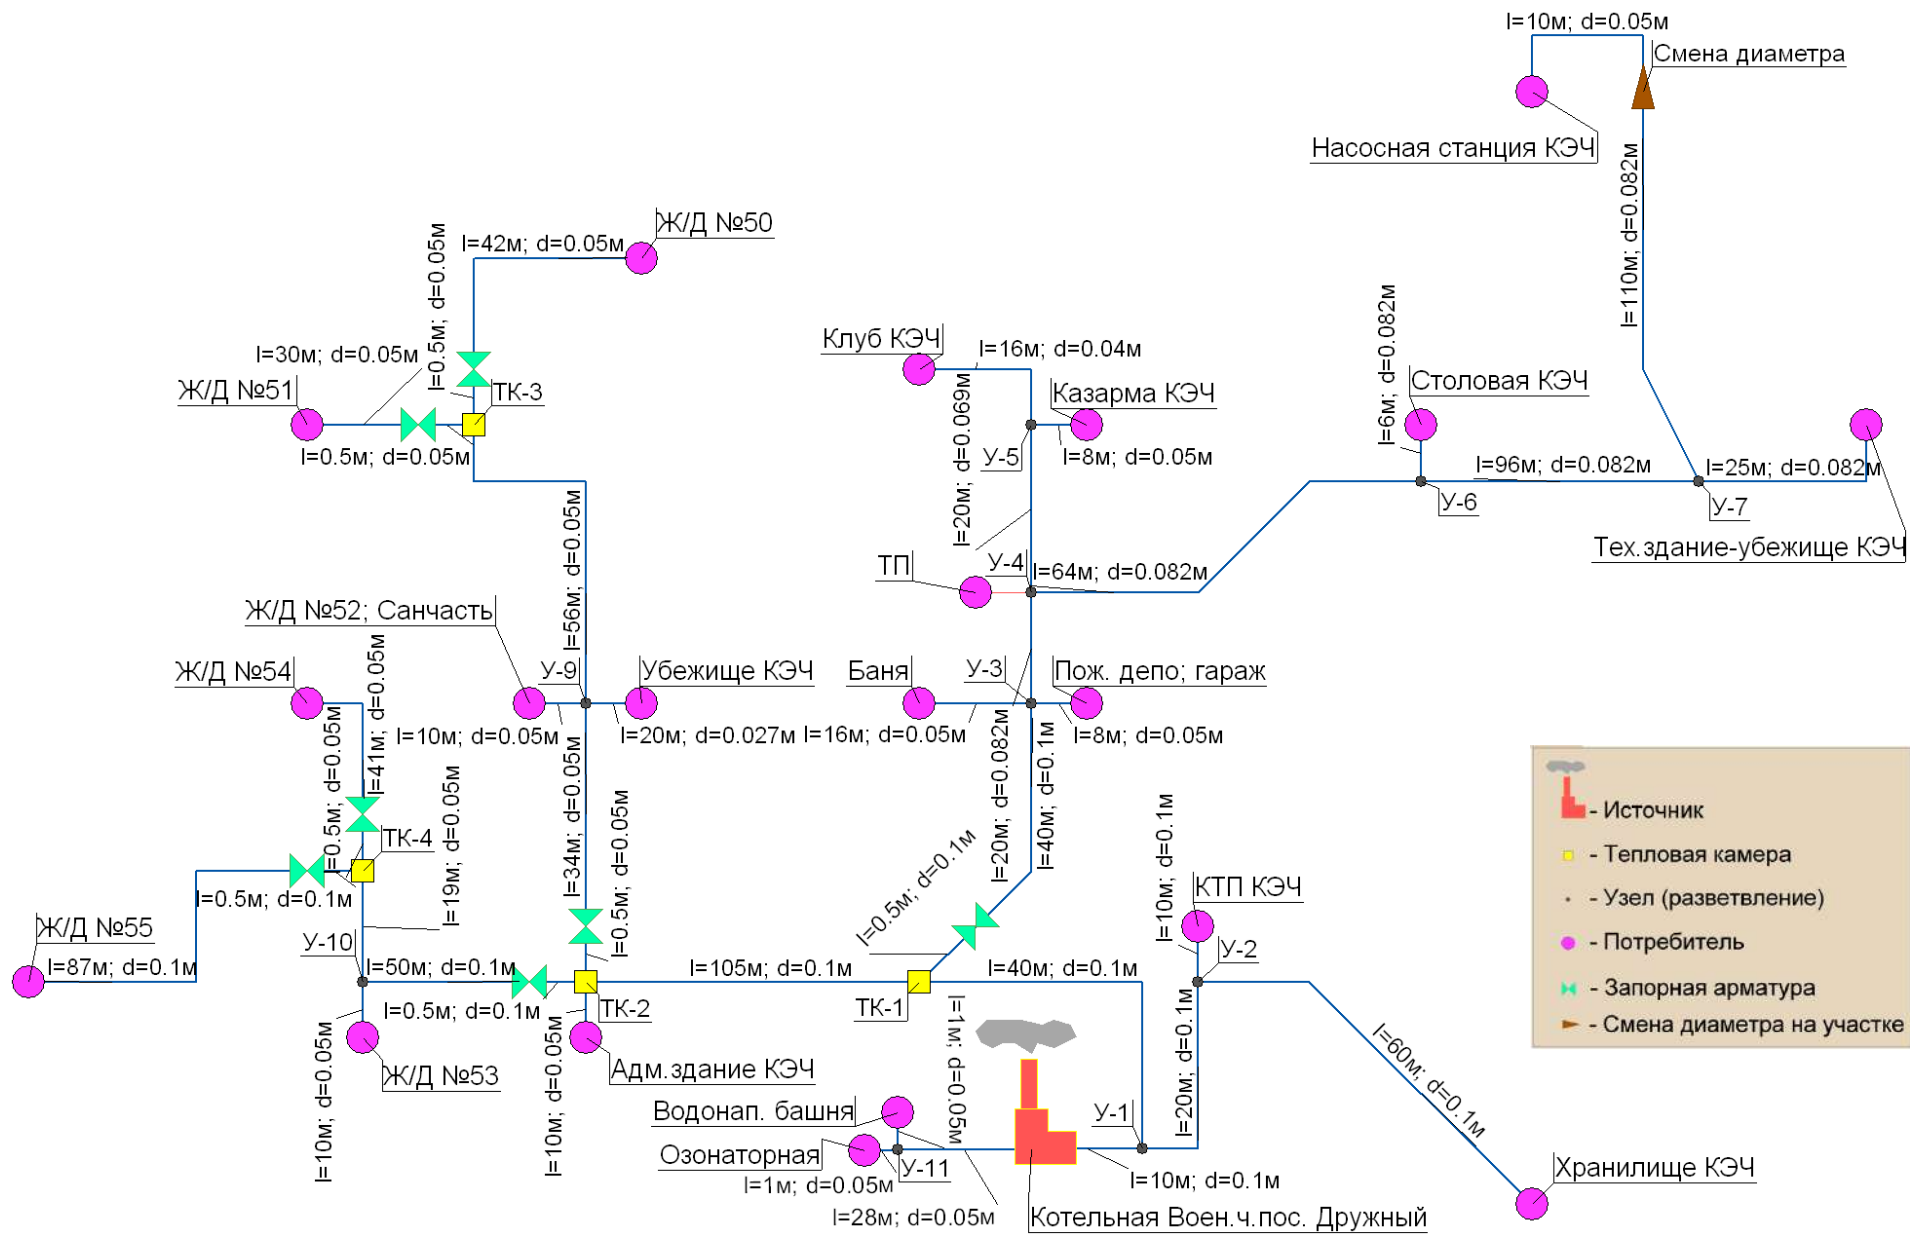 l=10м; d=0.05м
Смена диаметра
Насосная станция КЭЧ
l=110м; d=0.082м
Ж/Д №50
l=42м; d=0.05м
l=0.5м; d=0.05м
l=30м; d=0.05м
Ж/Д №51
ТК-3
l=0.5м; d=0.05м
Клуб КЭЧ
l=16м; d=0.04м
Казарма КЭЧ
l=20м; d=0.069м
У-5
l=8м; d=0.05м
l=6м; d=0.082м
Столовая КЭЧ
l=96м; d=0.082м
l=25м; d=0.082м
У-6
У-7
Тех.здание-убежище КЭЧ
ТП
У-4
l=64м; d=0.082м
l=56м; d=0.05м
Ж/Д №52; Санчасть
Ж/Д №54
У-9
Убежище КЭЧ
Баня
У-3
Пож. депо; гараж
l=41м; d=0.05м
l=0.5м; d=0.05м
l=10м; d=0.05м
l=20м; d=0.027м
l=16м; d=0.05м
l=8м; d=0.05м
l=19м; d=0.05м
l=34м; d=0.05м
l=0.5м; d=0.05м
l=20м; d=0.082м
l=40м; d=0.1м
l=0.5м; d=0.1м
ТК-4
l=0.5м; d=0.1м
l=10м; d=0.1м
КТП КЭЧ
Ж/Д №55
У-10
У-2
l=87м; d=0.1м
l=50м; d=0.1м
l=105м; d=0.1м
l=40м; d=0.1м
l=0.5м; d=0.1м
ТК-2
ТК-1
l=10м; d=0.05м
l=10м; d=0.05м
l=1м; d=0.05м
l=20м; d=0.1м
l=60м; d=0.1м
Ж/Д №53
Адм.здание КЭЧ
Водонап. башня
У-1
Озонаторная
У-11
l=1м; d=0.05м
l=10м; d=0.1м
l=28м; d=0.05м
Котельная Воен.ч.пос. Дружный
Хранилище КЭЧ
- Источник
- Тепловая камера
- Узел (разветвление)
- Потребитель
- Запорная арматура
- Смена диаметра на участке